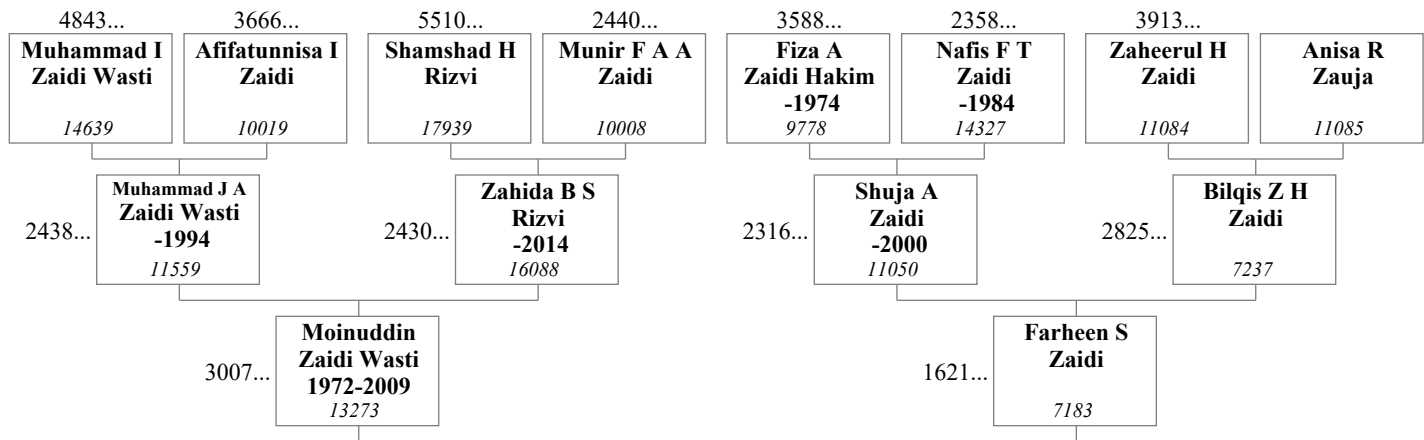 4843...
3666...
5510...
2440...
3588...
2358...
3913...
Muhammad I
Zaidi Wasti
14639
Afifatunnisa I
Zaidi
10019
Shamshad H
Rizvi
17939
Munir F A A
Zaidi
10008
Fiza A
Zaidi Hakim
-1974
9778
Nafis F T
Zaidi
-1984
14327
Zaheerul H
Zaidi
11084
Anisa R
Zauja
11085
2438...
Muhammad J A
Zaidi Wasti
-1994
11559
2430...
Zahida B S
Rizvi
-2014
16088
2316...
Shuja A
Zaidi
-2000
11050
2825...
Bilqis Z H
Zaidi
7237
3007...
Moinuddin
Zaidi Wasti
1972-2009
13273
1621...
Farheen S
Zaidi
7183